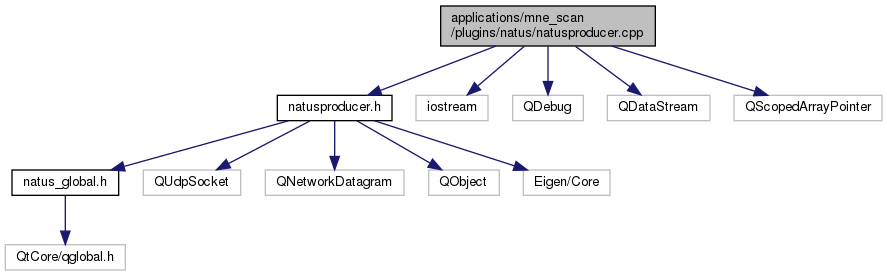 applications/mne_scan
/plugins/natus/natusproducer.cpp
natusproducer.h
iostream
QDebug
QDataStream
QScopedArrayPointer
natus_global.h
QUdpSocket
QNetworkDatagram
QObject
Eigen/Core
QtCore/qglobal.h